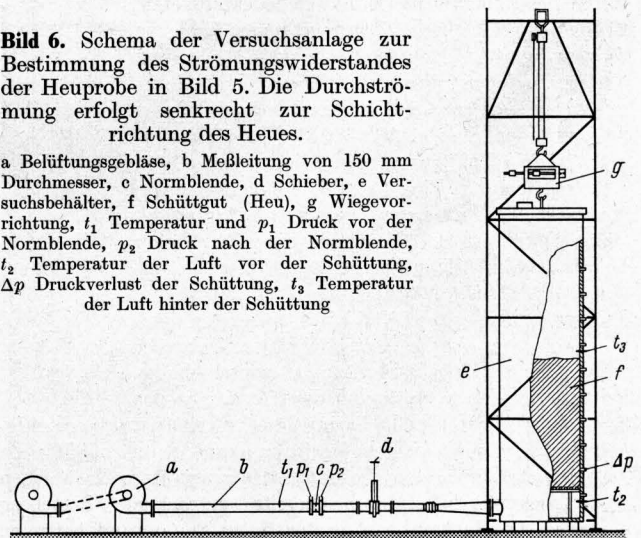 Bild 6. Schema der Versuchsanlage zur
Bestimmung des Strömungswiderstandes
der Heuprobe in Bild 5. Die Durchströ-
mung erfolgt senkrecht zur Schicht-
richtung des Heues.
a Belüftungsgebläse, b Meßleitung von 150 mm
Durchmesser, c Normblende, d Schieber, e Ver-
suchsbehälter, f Schüttgut (Heu), g Wiegevor-
richtung, t₁ Temperatur und p₁ Druck vor der
Normblende, p₂ Druck nach der Normblende,
t₂ Temperatur der Luft vor der Schüttung,
Δp Druckverlust der Schüttung, t₃ Temperatur
der Luft hinter der Schüttung
g
t₃
e
f
d
Δp
a
b
t₁ p₁ c p₂
t₂